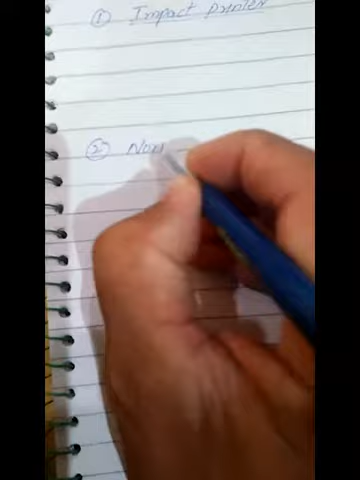 ① Impact printer
② Non